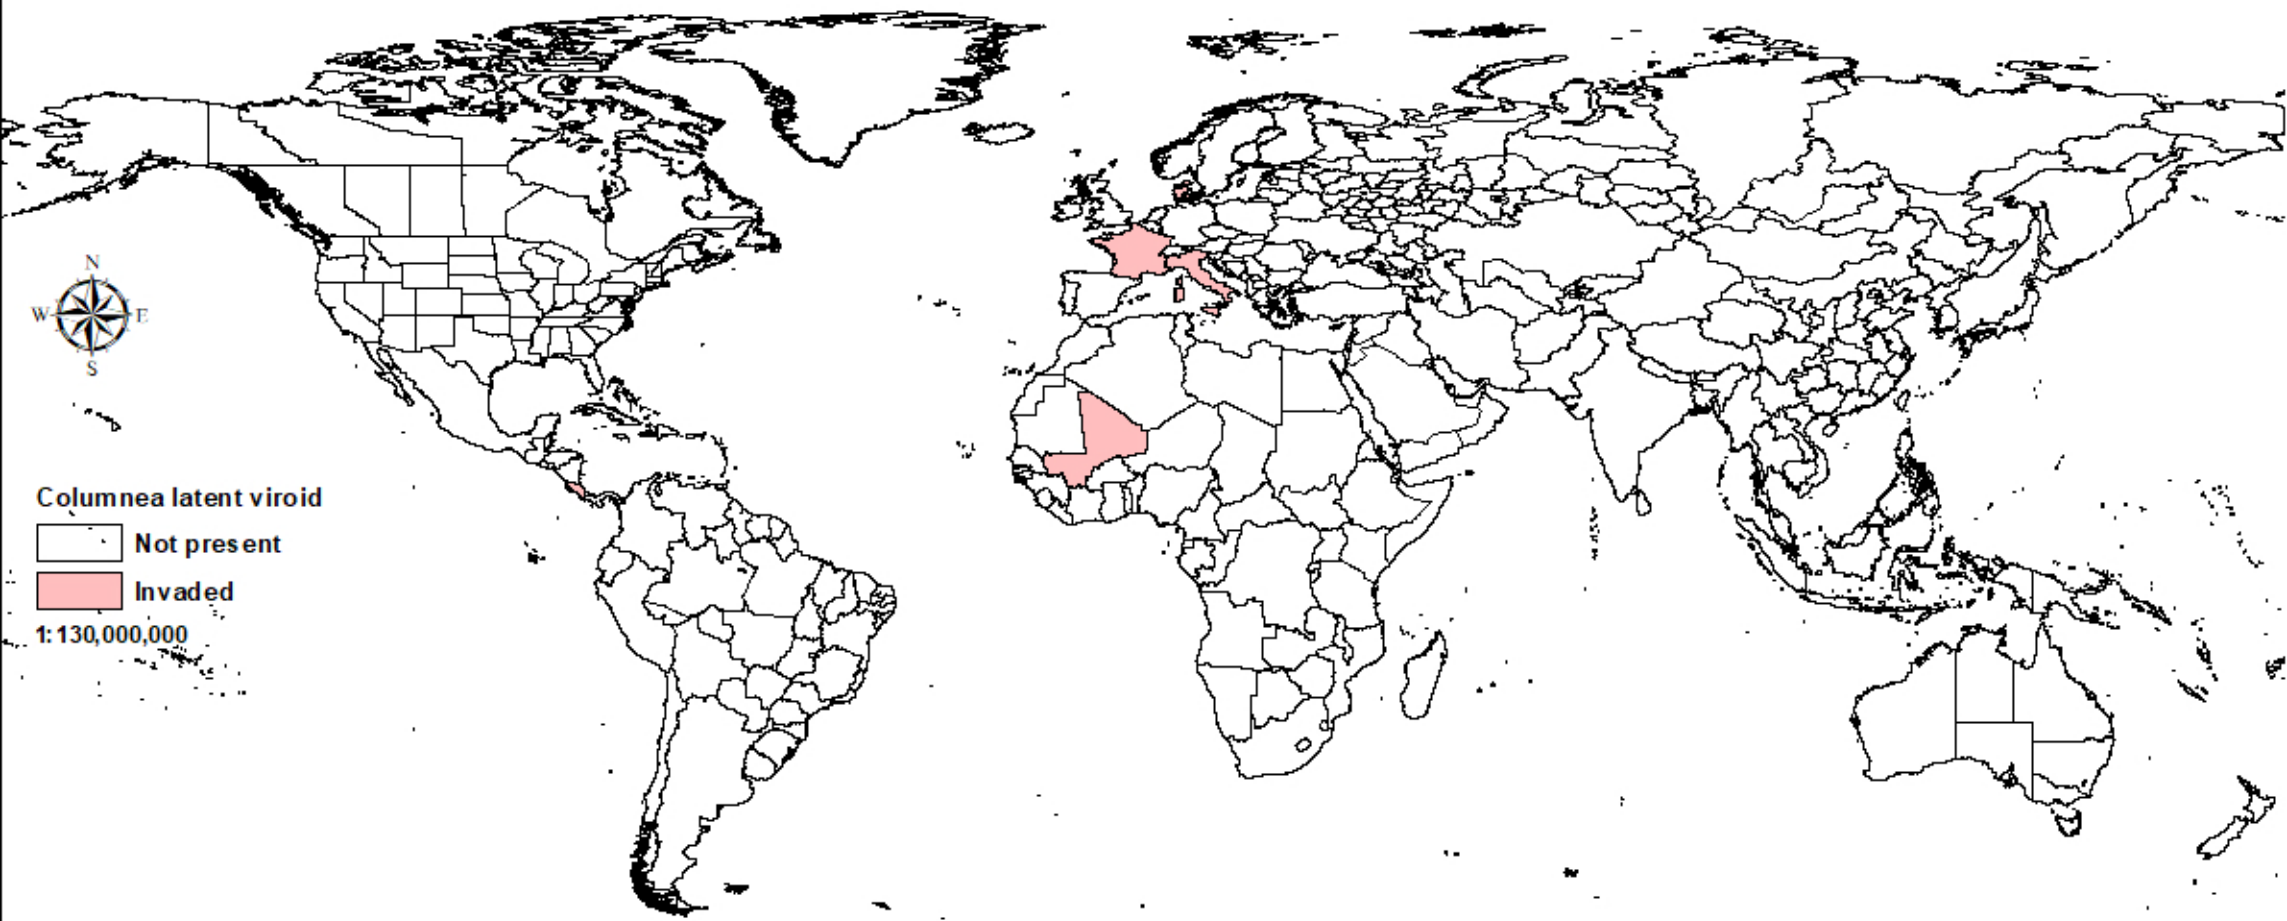 N
W E
S
Columnea latent viroid
Not present
Invaded
1:130,000,000